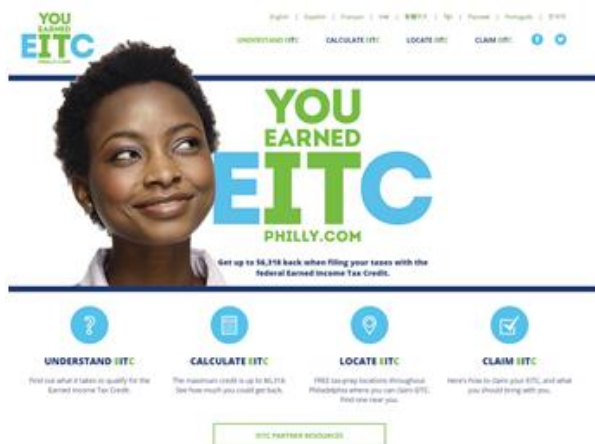 YOU
EARNED
EITC
PHILLY.COM
English | Español | Français | | | | Русский | Português |
UNDERSTAND EITC CALCULATE EITC LOCATE EITC CLAIM EITC
YOU
EARNED
EITC
PHILLY.COM
Get up to $6,318 back when filing your taxes with the
federal Earned Income Tax Credit.
UNDERSTAND EITC
Find out what it takes to qualify for the
Earned Income Tax Credit.
CALCULATE EITC
The maximum credit is up to $6,318.
See how much you could get back.
LOCATE EITC
FREE tax-prep locations throughout
Philadelphia where you can claim EITC.
Find one near you.
CLAIM EITC
Here's how to claim your EITC, and what
you should bring with you.
EITC PARTNER RESOURCES